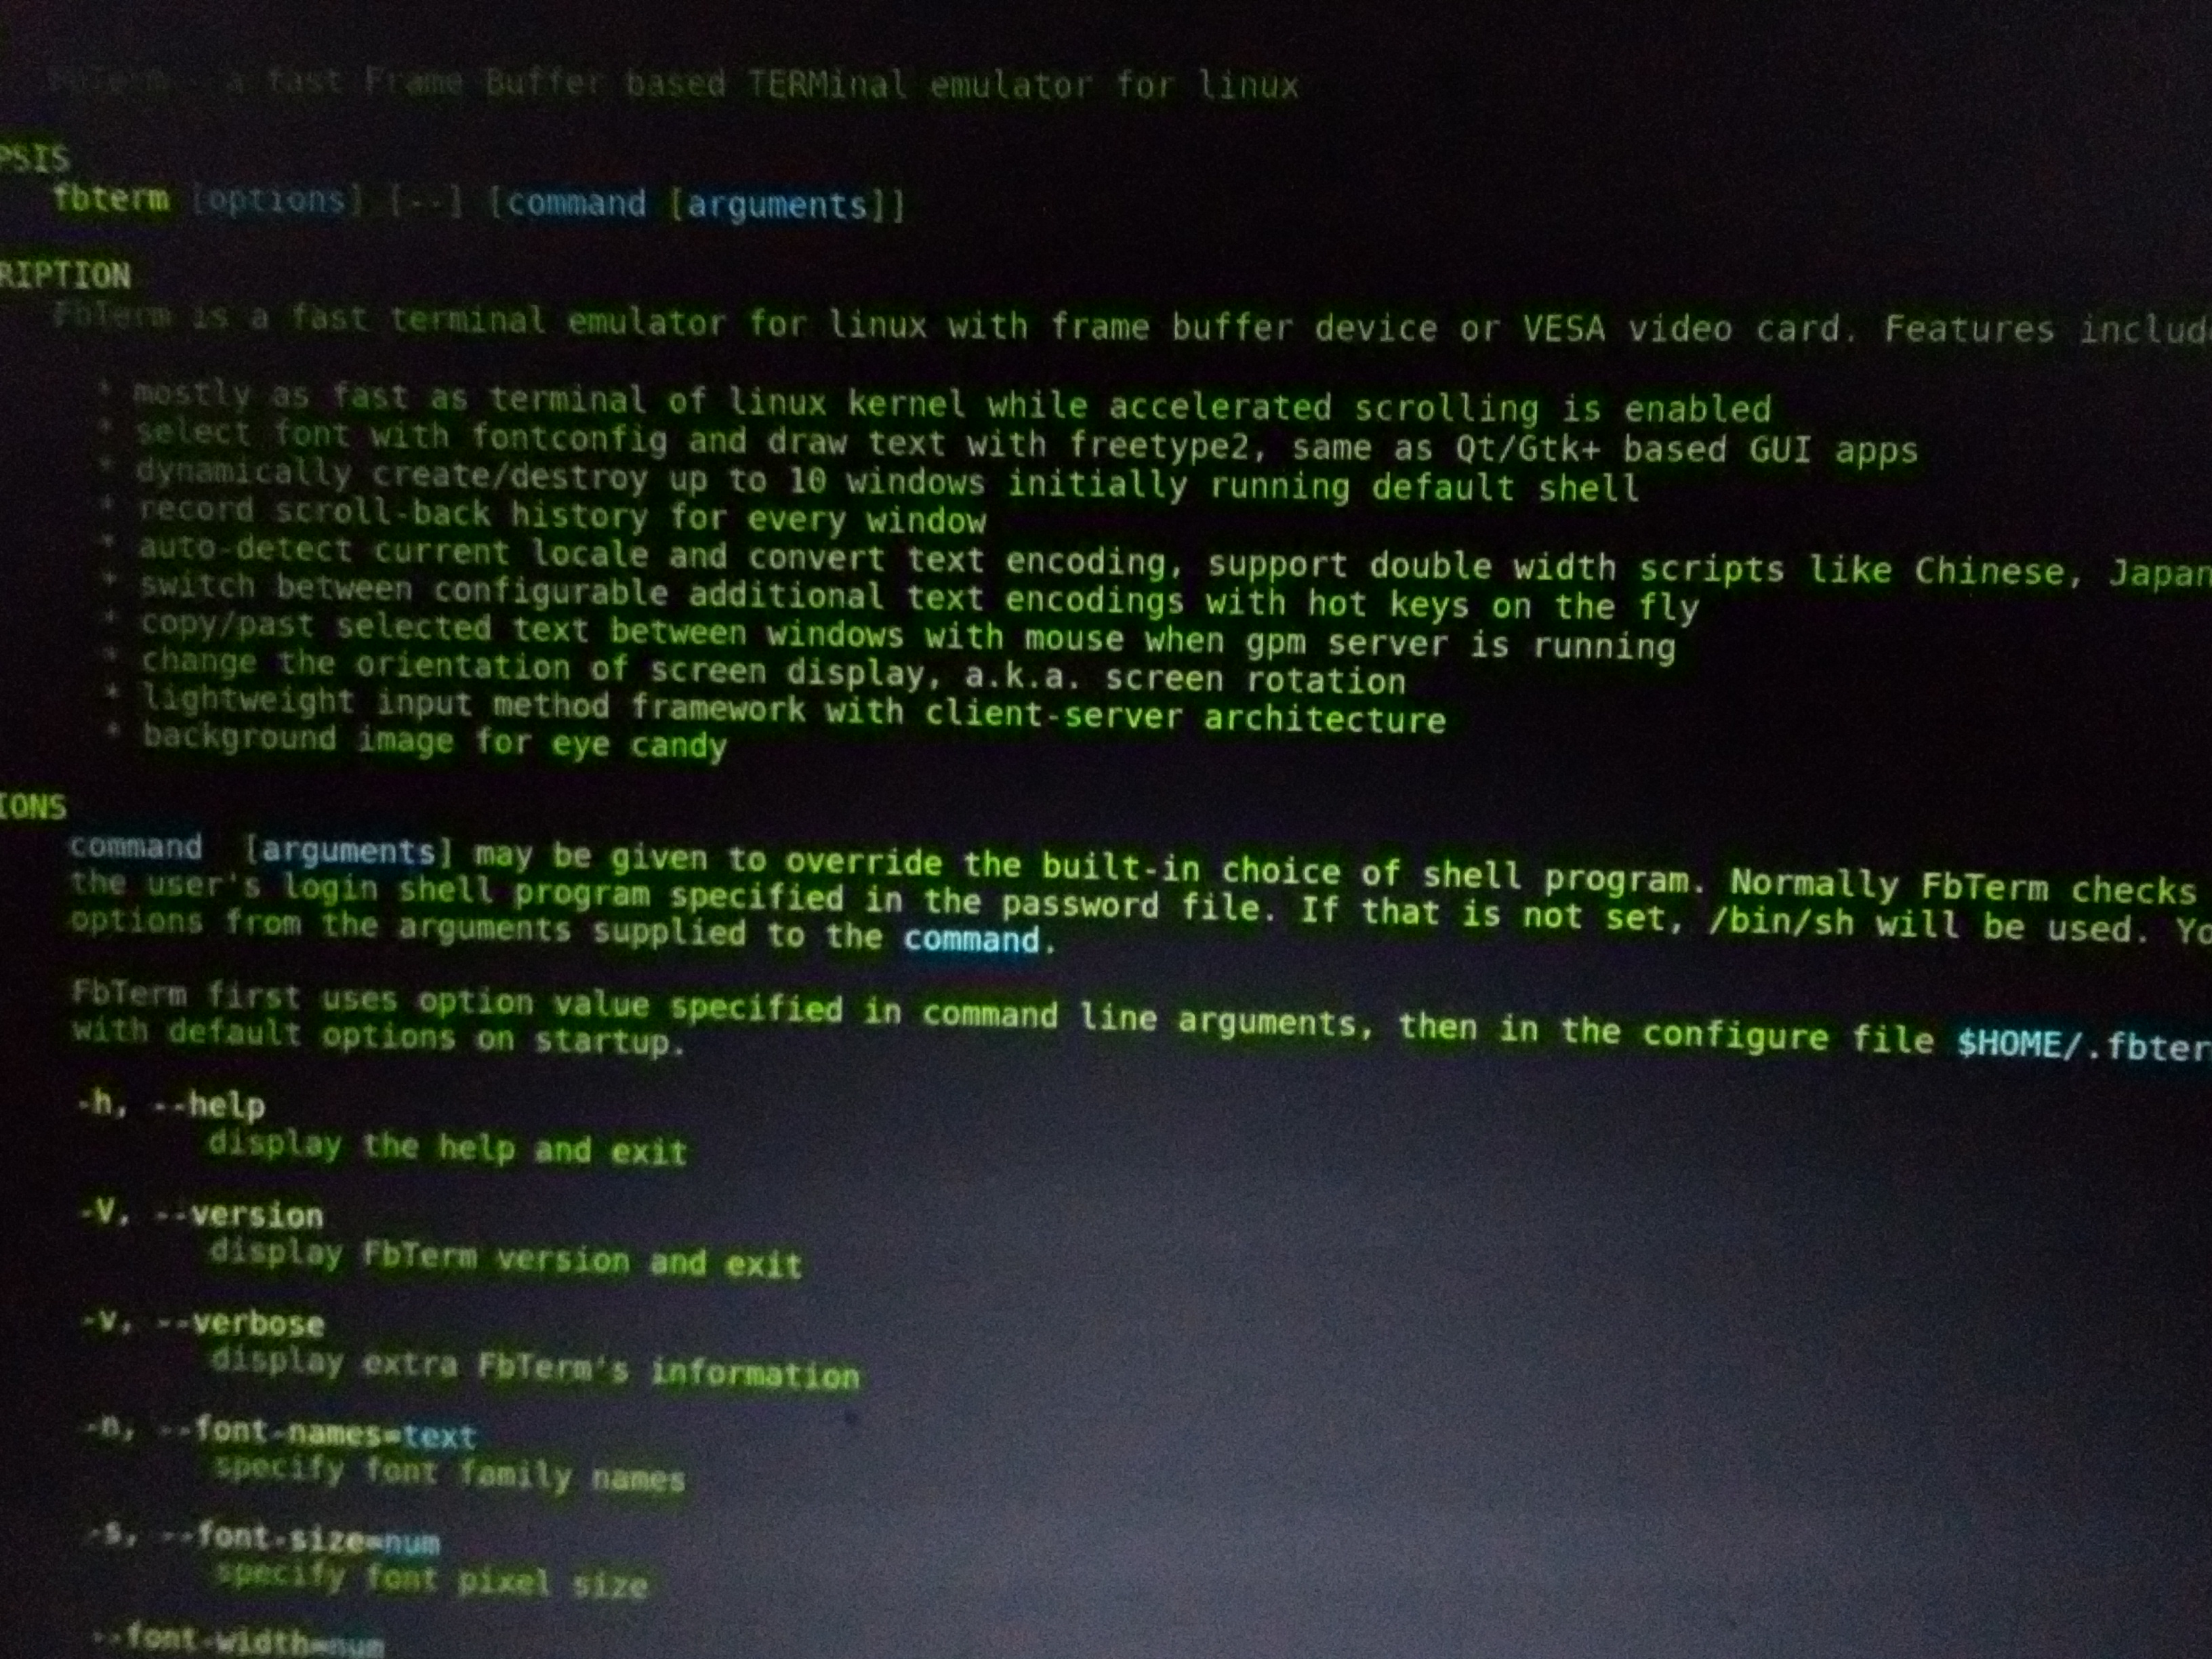 FbTerm - a fast Frame Buffer based TERMinal emulator for linux
PSIS
fbterm [options] [--] [command [arguments]]
RIPTION
FbTerm is a fast terminal emulator for linux with frame buffer device or VESA video card. Features includ
* mostly as fast as terminal of linux kernel while accelerated scrolling is enabled
* select font with fontconfig and draw text with freetype2, same as Qt/Gtk+ based GUI apps
* dynamically create/destroy up to 10 windows initially running default shell
* record scroll-back history for every window
* auto-detect current locale and convert text encoding, support double width scripts like Chinese, Japan
* switch between configurable additional text encodings with hot keys on the fly
* copy/past selected text between windows with mouse when gpm server is running
* change the orientation of screen display, a.k.a. screen rotation
* lightweight input method framework with client-server architecture
* background image for eye candy
IONS
command  [arguments] may be given to override the built-in choice of shell program. Normally FbTerm checks
the user's login shell program specified in the password file. If that is not set, /bin/sh will be used. Yo
options from the arguments supplied to the command.
FbTerm first uses option value specified in command line arguments, then in the configure file $HOME/.fbter
with default options on startup.
-h, --help
display the help and exit
-V, --version
display FbTerm version and exit
-v, --verbose
display extra FbTerm's information
-n, --font-names=text
specify font family names
-s, --font-size=num
specify font pixel size
--font-width=num